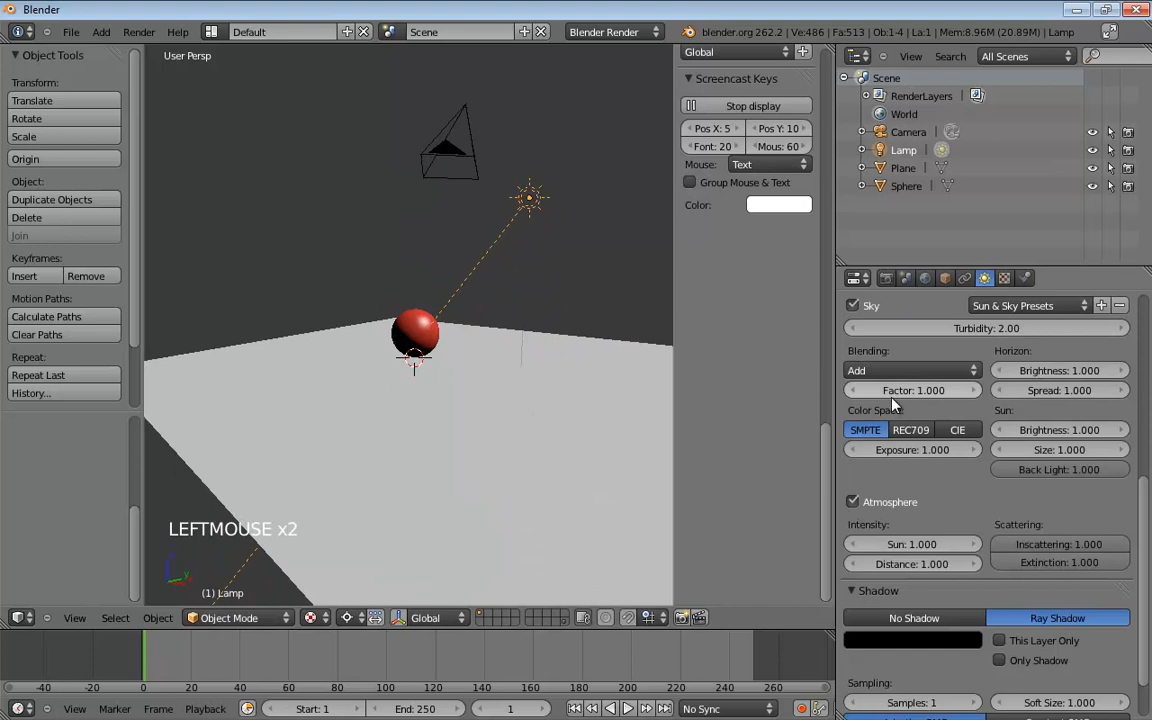 Blender
File Add Render Help Default Scene Blender Render blender.org 262.2 | Ve:486 | Fa:513 | Ob:1-4 | La:1 | Mem:8.96M (20.89M) | Lamp
Object Tools
Transform:
Translate
Rotate
Scale
Origin
Object:
Duplicate Objects
Delete
Join
Keyframes:
Insert Remove
Motion Paths:
Calculate Paths
Clear Paths
Repeat:
Repeat Last
History...
User Persp
LEFTMOUSE x2
(1) Lamp
Global
Screencast Keys
Stop display
Pos X: 5 Pos Y: 10
Font: 20 Mous: 60
Mouse: Text
Group Mouse & Text
Color:
View Search All Scenes
Scene
RenderLayers
World
Camera
Lamp
Plane
Sphere
Sky Sun & Sky Presets
Turbidity: 2.00
Blending: Horizon:
Add Brightness: 1.000
Factor: 1.000 Spread: 1.000
Color Space: Sun:
SMPTE REC709 CIE Brightness: 1.000
Exposure: 1.000 Size: 1.000
Back Light: 1.000
Atmosphere
Intensity: Scattering:
Sun: 1.000 Inscattering: 1.000
Distance: 1.000 Extinction: 1.000
Shadow
No Shadow Ray Shadow
This Layer Only
Only Shadow
Sampling:
Samples: 1 Soft Size: 1.000
View Select Object Object Mode Global
-40 -20 0 20 40 60 80 100 120 140 160 180 200 220 240 260
View Marker Frame Playback Start: 1 End: 250 1 No Sync